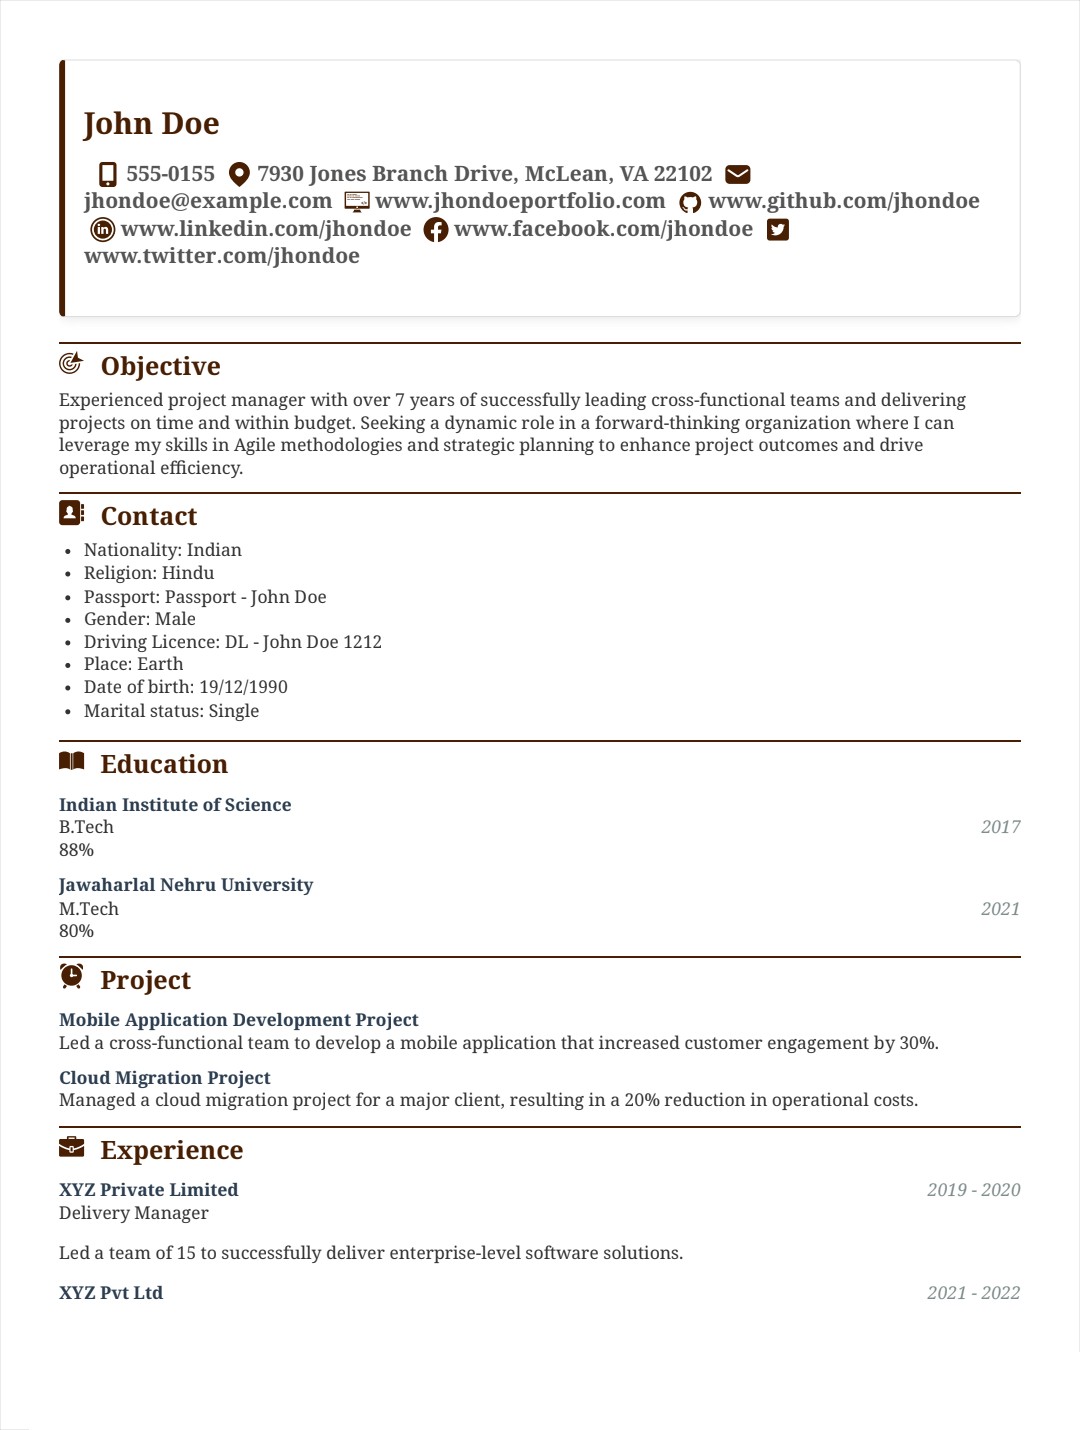 John Doe
555-0155 7930 Jones Branch Drive, McLean, VA 22102
jhondoe@example.com www.jhondoeportfolio.com www.github.com/jhondoe
www.linkedin.com/jhondoe www.facebook.com/jhondoe
www.twitter.com/jhondoe
Objective
Experienced project manager with over 7 years of successfully leading cross-functional teams and delivering
projects on time and within budget. Seeking a dynamic role in a forward-thinking organization where I can
leverage my skills in Agile methodologies and strategic planning to enhance project outcomes and drive
operational efficiency.
Contact
• Nationality: Indian
• Religion: Hindu
• Passport: Passport - John Doe
• Gender: Male
• Driving Licence: DL - John Doe 1212
• Place: Earth
• Date of birth: 19/12/1990
• Marital status: Single
Education
Indian Institute of Science
B.Tech 2017
88%
Jawaharlal Nehru University
M.Tech 2021
80%
Project
Mobile Application Development Project
Led a cross-functional team to develop a mobile application that increased customer engagement by 30%.
Cloud Migration Project
Managed a cloud migration project for a major client, resulting in a 20% reduction in operational costs.
Experience
XYZ Private Limited 2019 - 2020
Delivery Manager
Led a team of 15 to successfully deliver enterprise-level software solutions.
XYZ Pvt Ltd 2021 - 2022